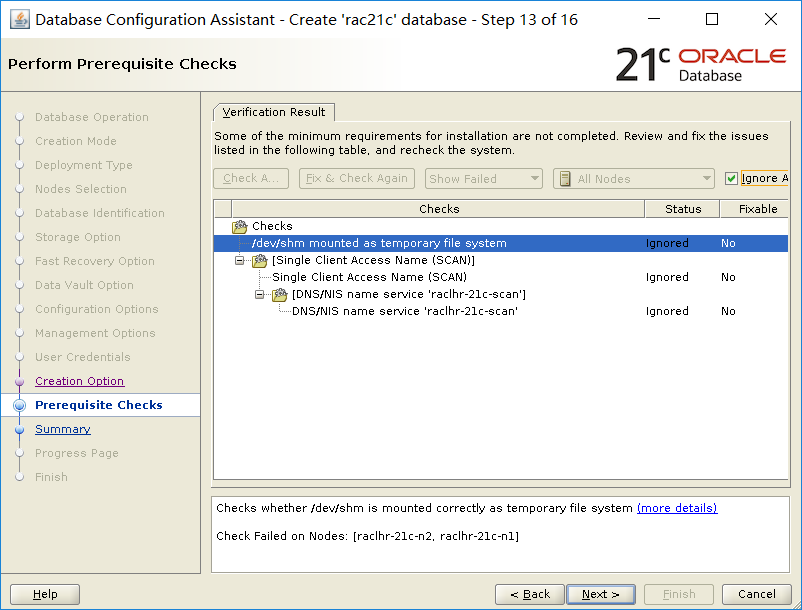 Database Configuration Assistant - Create 'rac21c' database - Step 13 of 16
Perform Prerequisite Checks
21c ORACLE
Database
Database Operation
Creation Mode
Deployment Type
Nodes Selection
Database Identification
Storage Option
Fast Recovery Option
Data Vault Option
Configuration Options
Management Options
User Credentials
Creation Option
Prerequisite Checks
Summary
Progress Page
Finish
Verification Result
Some of the minimum requirements for installation are not completed. Review and fix the issues
listed in the following table, and recheck the system.
Check A... Fix & Check Again Show Failed All Nodes Ignore A
Checks Status Fixable
Checks
/dev/shm mounted as temporary file system Ignored No
[Single Client Access Name (SCAN)]
Single Client Access Name (SCAN) Ignored No
[DNS/NIS name service 'raclhr-21c-scan']
DNS/NIS name service 'raclhr-21c-scan' Ignored No
Checks whether /dev/shm is mounted correctly as temporary file system (more details)
Check Failed on Nodes: [raclhr-21c-n2, raclhr-21c-n1]
Help < Back Next > Finish Cancel